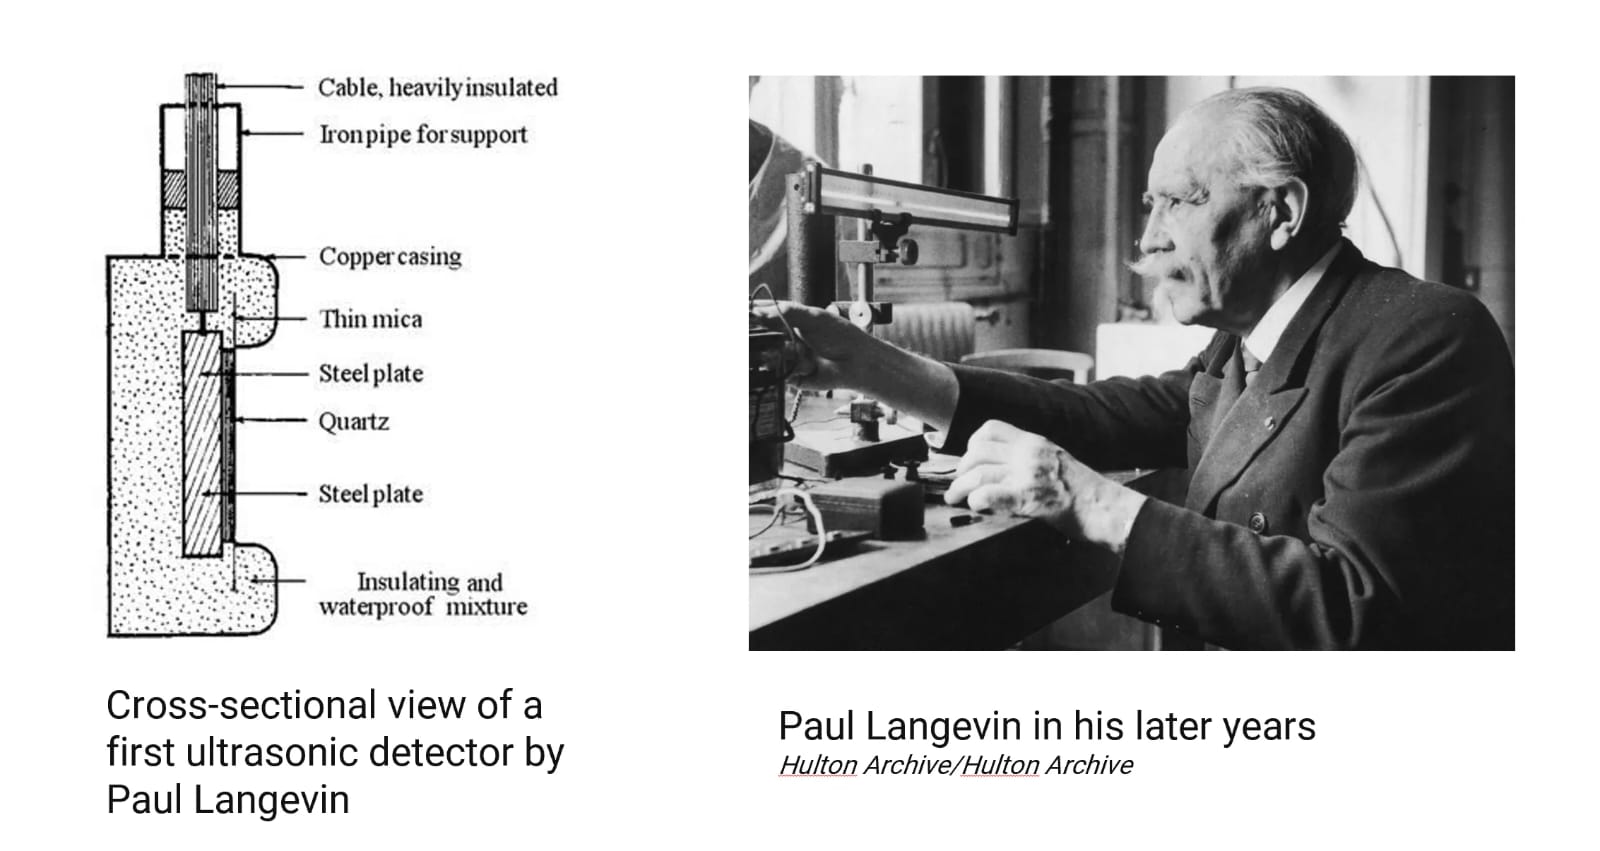 Cable, heavily insulated
Iron pipe for support
Copper casing
Thin mica
Steel plate
Quartz
Steel plate
Insulating and
waterproof mixture
Cross-sectional view of a
first ultrasonic detector by
Paul Langevin
Paul Langevin in his later years
Hulton Archive/Hulton Archive